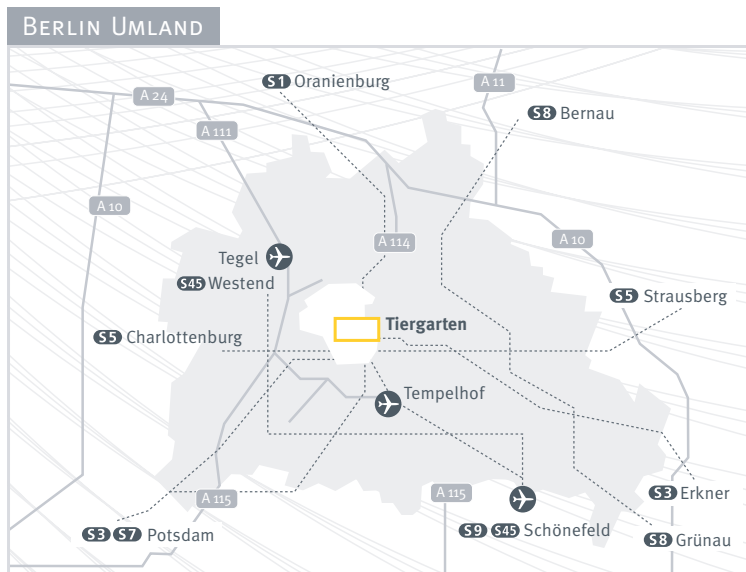 BERLIN UMLAND
S1 Oranienburg
A 11
A 24
S8 Bernau
A 111
A 10
A 114
A 10
Tegel
S45 Westend
S5 Strausberg
Tiergarten
S5 Charlottenburg
Tempelhof
A 115
A 115
S3 Erkner
S3 S7 Potsdam
S9 S45 Schönefeld
S8 Grünau